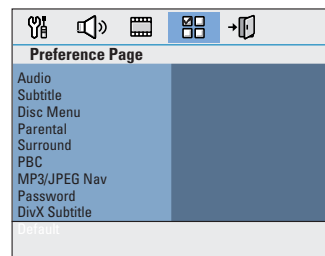 Preference Page
Audio
Subtitle
Disc Menu
Parental
Surround
PBC
MP3/JPEG Nav
Password
DivX Subtitle
Default